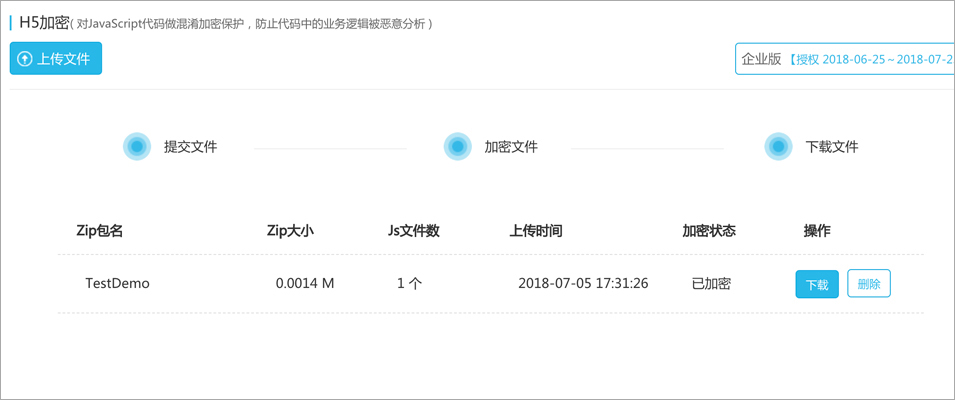 H5加密( 对JavaScript代码做混淆加密保护，防止代码中的业务逻辑被恶意分析 )
上传文件
企业版 【授权 2018-06-25～2018-07-2
提交文件 加密文件 下载文件
Zip包名 Zip大小 Js文件数 上传时间 加密状态 操作
TestDemo 0.0014 M 1 个 2018-07-05 17:31:26 已加密 下载 删除